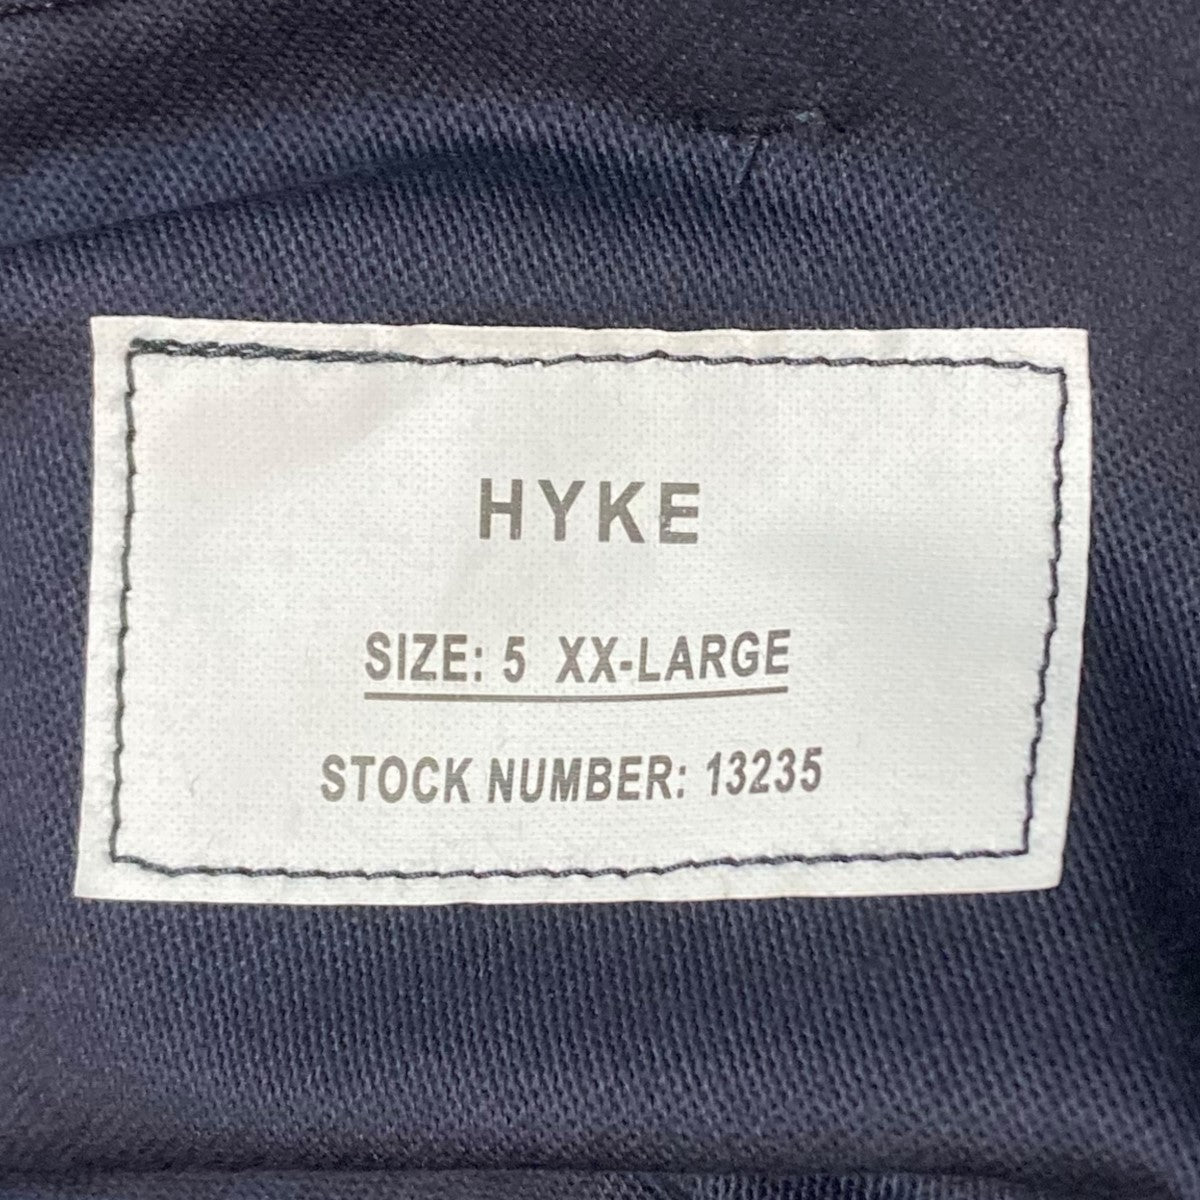 HYKE
SIZE: 5 XX-LARGE
STOCK NUMBER: 13235